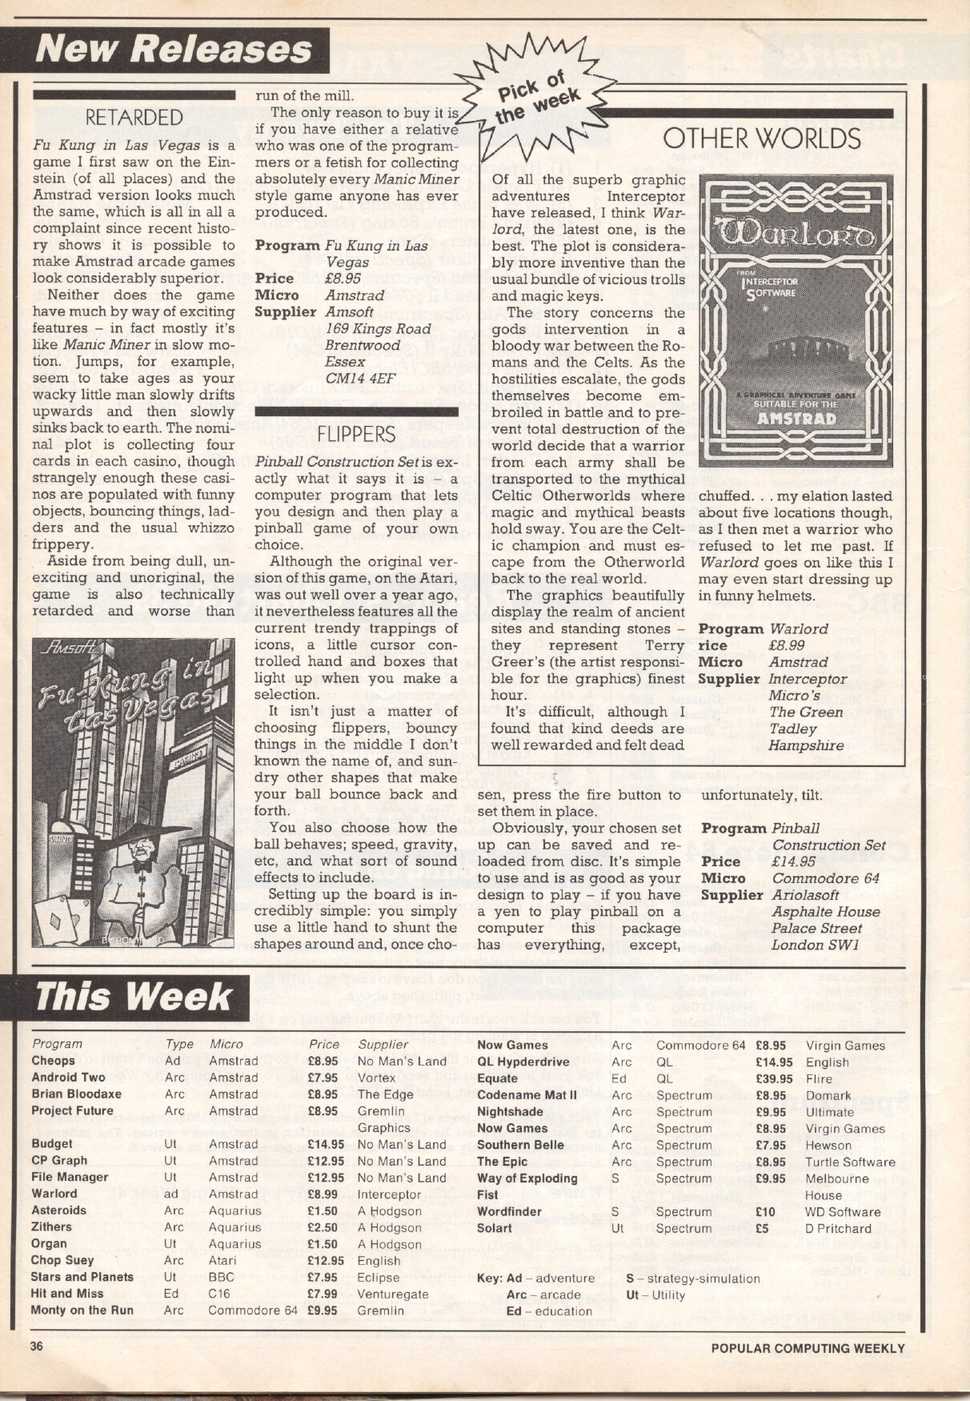 New Releases
RETARDED
Fu Kung in Las Vegas is a
game I first saw on the Ein-
stein (of all places) and the
Amstrad version looks much
the same, which is all in all a
complaint since recent histo-
ry shows it is possible to
make Amstrad arcade games
look considerably superior.
Neither does the game
have much by way of exciting
features – in fact mostly it's
like Manic Miner in slow mo-
tion. Jumps, for example,
seem to take ages as your
wacky little man slowly drifts
upwards and then slowly
sinks back to earth. The nomi-
nal plot is collecting four
cards in each casino, though
strangely enough these casi-
nos are populated with funny
objects, bouncing things, lad-
ders and the usual whizzo
frippery.
Aside from being dull, un-
exciting and unoriginal, the
game is also technically
retarded and worse than
Amsoft
Fu-Kung in
Las Vegas
CASINO
run of the mill.
The only reason to buy it is
if you have either a relative
who was one of the program-
mers or a fetish for collecting
absolutely every Manic Miner
style game anyone has ever
produced.
Program Fu Kung in Las
Vegas
Price £8.95
Micro Amstrad
Supplier Amsoft
169 Kings Road
Brentwood
Essex
CM14 4EF
FLIPPERS
Pinball Construction Set is ex-
actly what it says it is – a
computer program that lets
you design and then play a
pinball game of your own
choice.
Although the original ver-
sion of this game, on the Atari,
was out well over a year ago,
it nevertheless features all the
current trendy trappings of
icons, a little cursor con-
trolled hand and boxes that
light up when you make a
selection.
It isn't just a matter of
choosing flippers, bouncy
things in the middle I don't
known the name of, and sun-
dry other shapes that make
your ball bounce back and
forth.
You also choose how the
ball behaves; speed, gravity,
etc, and what sort of sound
effects to include.
Setting up the board is in-
credibly simple: you simply
use a little hand to shunt the
shapes around and, once cho-
sen, press the fire button to
set them in place.
Obviously, your chosen set
up can be saved and re-
loaded from disc. It's simple
to use and is as good as your
design to play – if you have
a yen to play pinball on a
computer this package
has everything, except,
unfortunately, tilt.
Program Pinball
Construction Set
Price £14.95
Micro Commodore 64
Supplier Ariolasoft
Asphalte House
Palace Street
London SW1
Pick of
the week
OTHER WORLDS
Of all the superb graphic
adventures Interceptor
have released, I think War-
lord, the latest one, is the
best. The plot is considera-
bly more inventive than the
usual bundle of vicious trolls
and magic keys.
The story concerns the
gods intervention in a
bloody war between the Ro-
mans and the Celts. As the
hostilities escalate, the gods
themselves become em-
broiled in battle and to pre-
vent total destruction of the
world decide that a warrior
from each army shall be
transported to the mythical
Celtic Otherworlds where
magic and mythical beasts
hold sway. You are the Celt-
ic champion and must es-
cape from the Otherworld
back to the real world.
The graphics beautifully
display the realm of ancient
sites and standing stones –
they represent Terry
Greer's (the artist responsi-
ble for the graphics) finest
hour.
It's difficult, although I
found that kind deeds are
well rewarded and felt dead
WARLORD
FROM
INTERCEPTOR
SOFTWARE
A GRAPHICAL ADVENTURE GAME
SUITABLE FOR THE
AMSTRAD
chuffed. . . my elation lasted
about five locations though,
as I then met a warrior who
refused to let me past. If
Warlord goes on like this I
may even start dressing up
in funny helmets.
Program Warlord
rice £8.99
Micro Amstrad
Supplier Interceptor
Micro's
The Green
Tadley
Hampshire
This Week
Program Type Micro Price Supplier
Cheops Ad Amstrad £8.95 No Man's Land
Android Two Arc Amstrad £7.95 Vortex
Brian Bloodaxe Arc Amstrad £8.95 The Edge
Project Future Arc Amstrad £8.95 Gremlin
Graphics
Budget Ut Amstrad £14.95 No Man's Land
CP Graph Ut Amstrad £12.95 No Man's Land
File Manager Ut Amstrad £12.95 No Man's Land
Warlord ad Amstrad £8.99 Interceptor
Asteroids Arc Aquarius £1.50 A Hodgson
Zithers Arc Aquarius £2.50 A Hodgson
Organ Ut Aquarius £1.50 A Hodgson
Chop Suey Arc Atari £12.95 English
Stars and Planets Ut BBC £7.95 Eclipse
Hit and Miss Ed C16 £7.99 Venturegate
Monty on the Run Arc Commodore 64 £9.95 Gremlin
Now Games Arc Commodore 64 £8.95 Virgin Games
QL Hypderdrive Arc QL £14.95 English
Equate Ed QL £39.95 Flire
Codename Mat II Arc Spectrum £8.95 Domark
Nightshade Arc Spectrum £9.95 Ultimate
Now Games Arc Spectrum £8.95 Virgin Games
Southern Belle Arc Spectrum £7.95 Hewson
The Epic Arc Spectrum £8.95 Turtle Software
Way of Exploding S Spectrum £9.95 Melbourne
Fist House
Wordfinder S Spectrum £10 WD Software
Solart Ut Spectrum £5 D Pritchard
Key: Ad – adventure S – strategy-simulation
Arc – arcade Ut – Utility
Ed – education
36 POPULAR COMPUTING WEEKLY